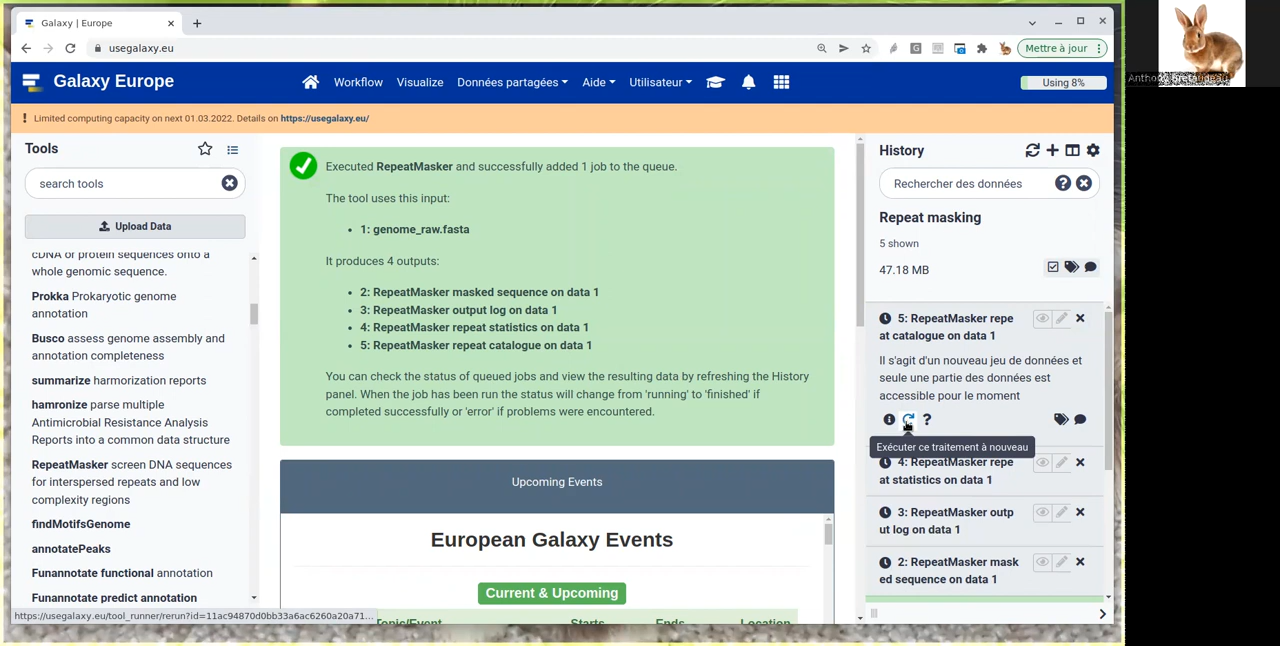 Galaxy | Europe
usegalaxy.eu
Mettre à jour
Galaxy Europe
Workflow
Visualize
Données partagées
Aide
Utilisateur
Using 8%
Limited computing capacity on next 01.03.2022. Details on https://usegalaxy.eu/
Tools
search tools
Upload Data
cDNA or protein sequences onto a
whole genomic sequence.
Prokka Prokaryotic genome
annotation
Busco assess genome assembly and
annotation completeness
summarize harmorization reports
hamronize parse multiple
Antimicrobial Resistance Analysis
Reports into a common data structure
RepeatMasker screen DNA sequences
for interspersed repeats and low
complexity regions
findMotifsGenome
annotatePeaks
Funannotate functional annotation
Funannotate predict annotation
https://usegalaxy.eu/tool_runner/rerun?id=11ac94870d0bb33a6ac6260a20a71...
Executed RepeatMasker and successfully added 1 job to the queue.
The tool uses this input:
• 1: genome_raw.fasta
It produces 4 outputs:
• 2: RepeatMasker masked sequence on data 1
• 3: RepeatMasker output log on data 1
• 4: RepeatMasker repeat statistics on data 1
• 5: RepeatMasker repeat catalogue on data 1
You can check the status of queued jobs and view the resulting data by refreshing the History
panel. When the job has been run the status will change from 'running' to 'finished' if
completed successfully or 'error' if problems were encountered.
Upcoming Events
European Galaxy Events
Current & Upcoming
Topic/Event Starts Ends Location
History
Rechercher des données
Repeat masking
5 shown
47.18 MB
5: RepeatMasker repe
at catalogue on data 1
Il s'agit d'un nouveau jeu de données et
seule une partie des données est
accessible pour le moment
Exécuter ce traitement à nouveau
4: RepeatMasker repe
at statistics on data 1
3: RepeatMasker outp
ut log on data 1
2: RepeatMasker mask
ed sequence on data 1